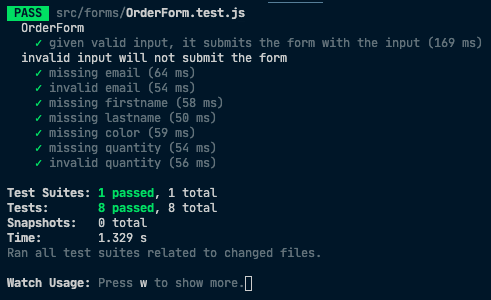 PASS src/forms/OrderForm.test.js
OrderForm
✓ given valid input, it submits the form with the input (169 ms)
invalid input will not submit the form
✓ missing email (64 ms)
✓ invalid email (54 ms)
✓ missing firstname (58 ms)
✓ missing lastname (50 ms)
✓ missing color (59 ms)
✓ missing quantity (54 ms)
✓ invalid quantity (56 ms)
Test Suites: 1 passed, 1 total
Tests: 8 passed, 8 total
Snapshots: 0 total
Time: 1.329 s
Ran all test suites related to changed files.
Watch Usage: Press w to show more.